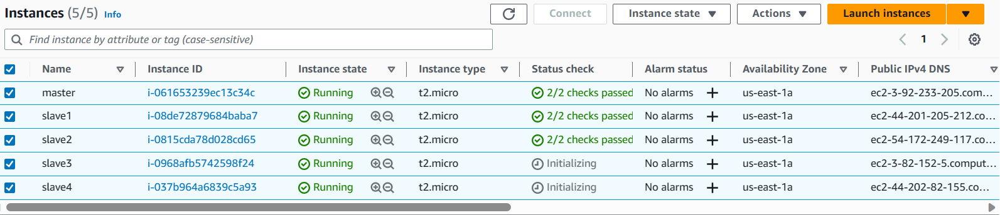 Instances (5/5) Info Connect Instance state Actions Launch instances
Find instance by attribute or tag (case-sensitive) 1
Name Instance ID Instance state Instance type Status check Alarm status Availability Zone Public IPv4 DNS
master i-061653239ec13c34c Running t2.micro 2/2 checks passed No alarms us-east-1a ec2-3-92-233-205.com...
slave1 i-08de72879684baba7 Running t2.micro 2/2 checks passed No alarms us-east-1a ec2-44-201-205-212.co...
slave2 i-0815cda78d028cd65 Running t2.micro 2/2 checks passed No alarms us-east-1a ec2-54-172-249-117.co...
slave3 i-0968afb5742598f24 Running t2.micro Initializing No alarms us-east-1a ec2-3-82-152-5.comput...
slave4 i-037b964a6839c5a93 Running t2.micro Initializing No alarms us-east-1a ec2-44-202-82-155.co...